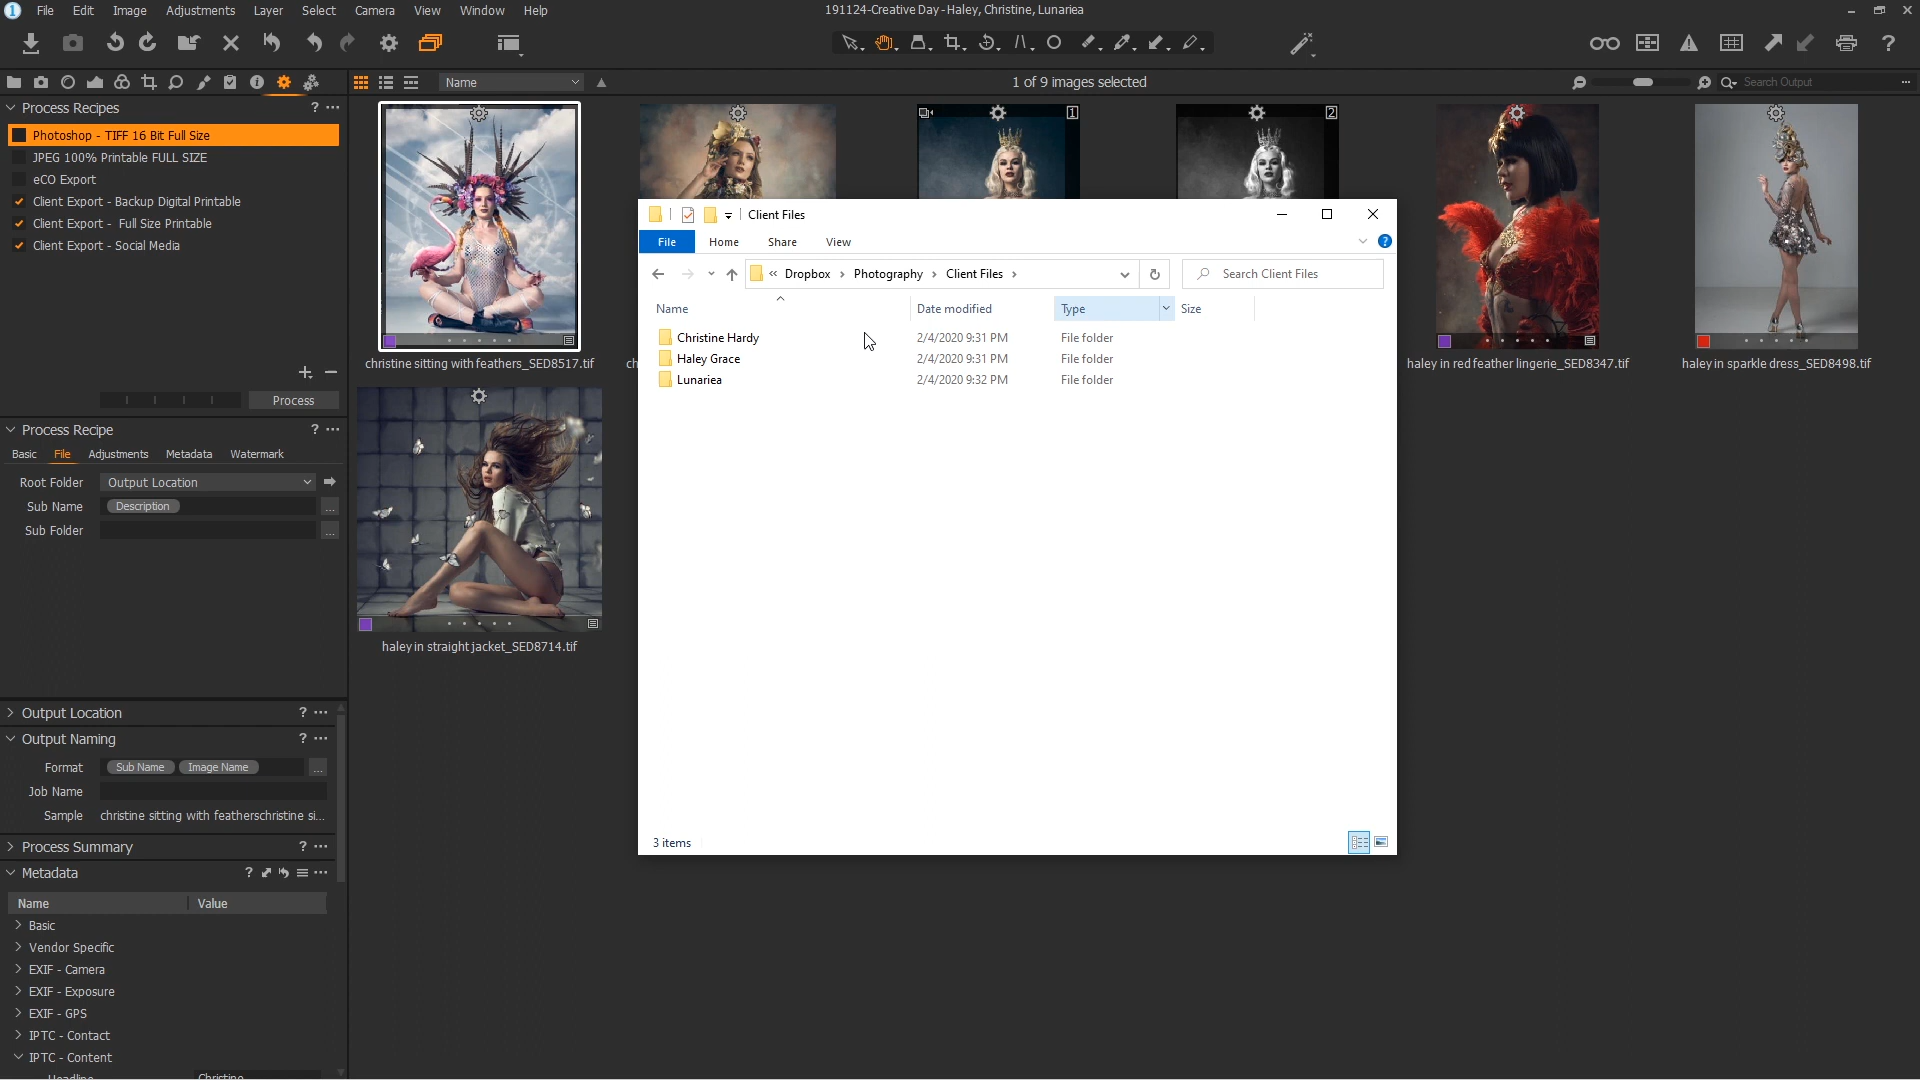 File Edit Image Adjustments Layer Select Camera View Window Help
191124-Creative Day - Haley, Christine, Lunariea
Name
1 of 9 images selected
Search Output
Process Recipes
Photoshop - TIFF 16 Bit Full Size
JPEG 100% Printable FULL SIZE
eCO Export
Client Export - Backup Digital Printable
Client Export - Full Size Printable
Client Export - Social Media
Process
Process Recipe
Basic File Adjustments Metadata Watermark
Root Folder Output Location
Sub Name Description ...
Sub Folder ...
Output Location
Output Naming
Format Sub Name Image Name ...
Job Name
Sample christine sitting with featherschristine si...
Process Summary
Metadata
Name Value
Basic
Vendor Specific
EXIF - Camera
EXIF - Exposure
EXIF - GPS
IPTC - Contact
IPTC - Content
Headline Christine
1
2
christine sitting with feathers_SED8517.tif
ch
haley in red feather lingerie_SED8347.tif
haley in sparkle dress_SED8498.tif
haley in straight jacket_SED8714.tif
Client Files
File Home Share View
« Dropbox › Photography › Client Files ›
Search Client Files
Name Date modified Type Size
Christine Hardy 2/4/2020 9:31 PM File folder
Haley Grace 2/4/2020 9:31 PM File folder
Lunariea 2/4/2020 9:32 PM File folder
3 items